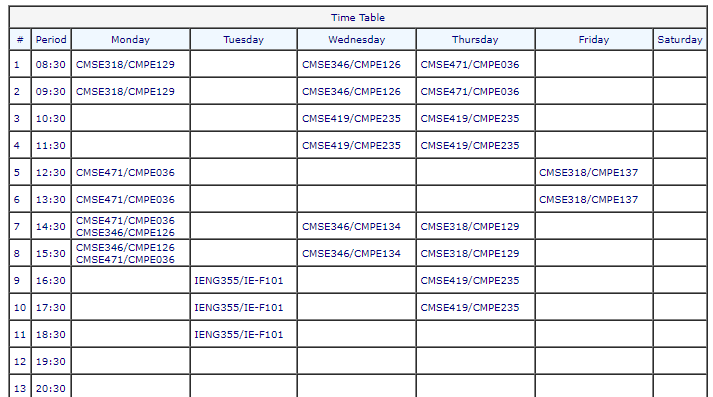 Time Table
# Period Monday Tuesday Wednesday Thursday Friday Saturday
1 08:30 CMSE318/CMPE129 CMSE346/CMPE126 CMSE471/CMPE036
2 09:30 CMSE318/CMPE129 CMSE346/CMPE126 CMSE471/CMPE036
3 10:30 CMSE419/CMPE235 CMSE419/CMPE235
4 11:30 CMSE419/CMPE235 CMSE419/CMPE235
5 12:30 CMSE471/CMPE036 CMSE318/CMPE137
6 13:30 CMSE471/CMPE036 CMSE318/CMPE137
7 14:30 CMSE471/CMPE036 CMSE346/CMPE134 CMSE318/CMPE129
CMSE346/CMPE126
8 15:30 CMSE346/CMPE126 CMSE346/CMPE134 CMSE318/CMPE129
CMSE471/CMPE036
9 16:30 IENG355/IE-F101 CMSE419/CMPE235
10 17:30 IENG355/IE-F101 CMSE419/CMPE235
11 18:30 IENG355/IE-F101
12 19:30
13 20:30